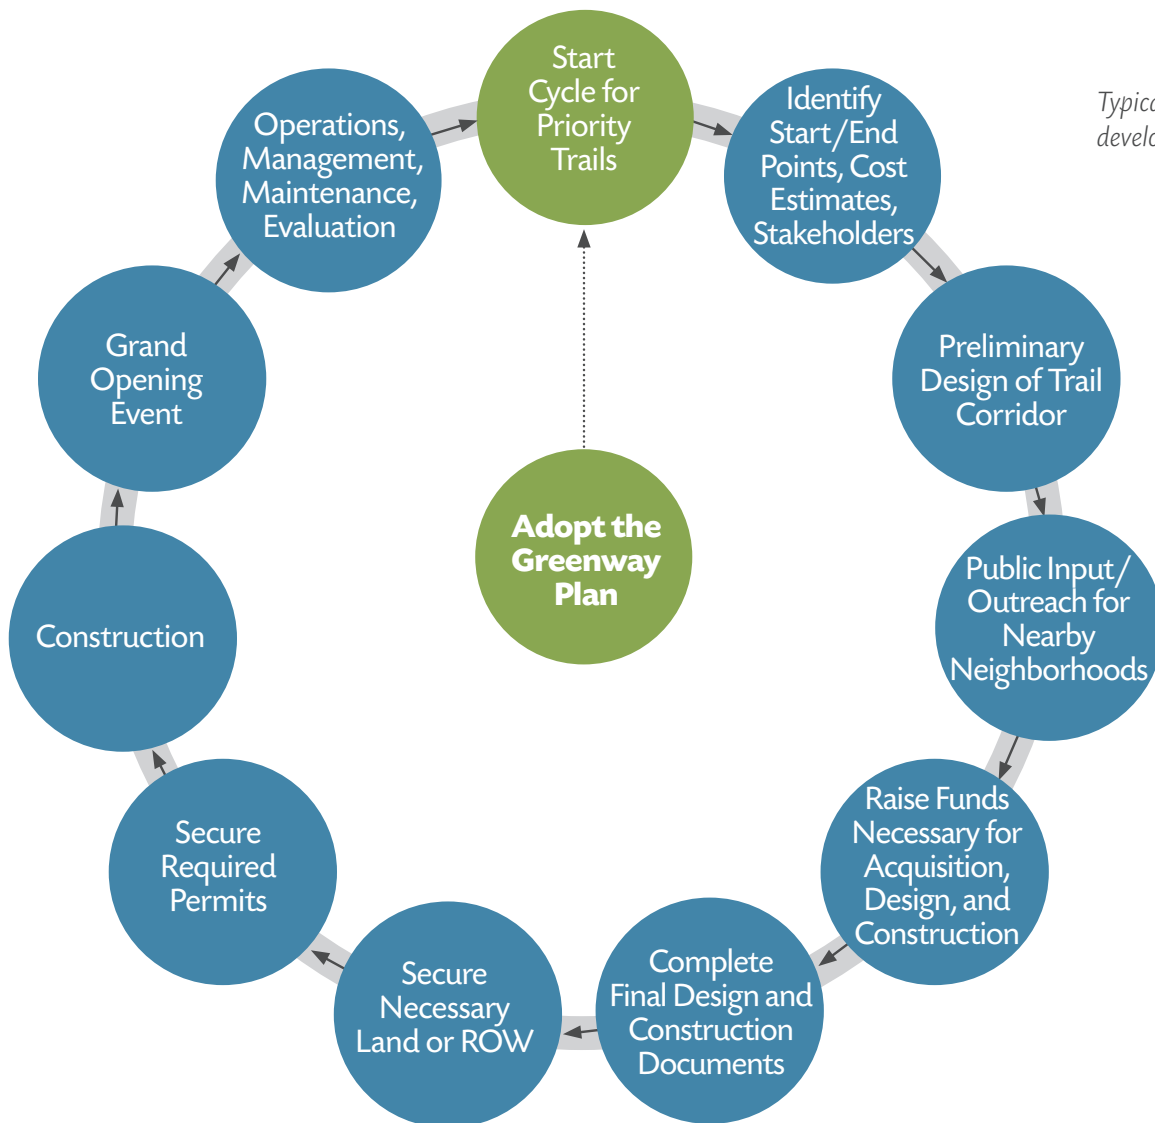 Start
Cycle for
Priority
Trails
Identify
Start/End
Points, Cost
Estimates,
Stakeholders
Preliminary
Design of Trail
Corridor
Public Input/
Outreach for
Nearby
Neighborhoods
Raise Funds
Necessary for
Acquisition,
Design, and
Construction
Complete
Final Design and
Construction
Documents
Secure
Necessary
Land or ROW
Secure
Required
Permits
Construction
Grand
Opening
Event
Operations,
Management,
Maintenance,
Evaluation
Adopt the
Greenway
Plan
Typica
develo